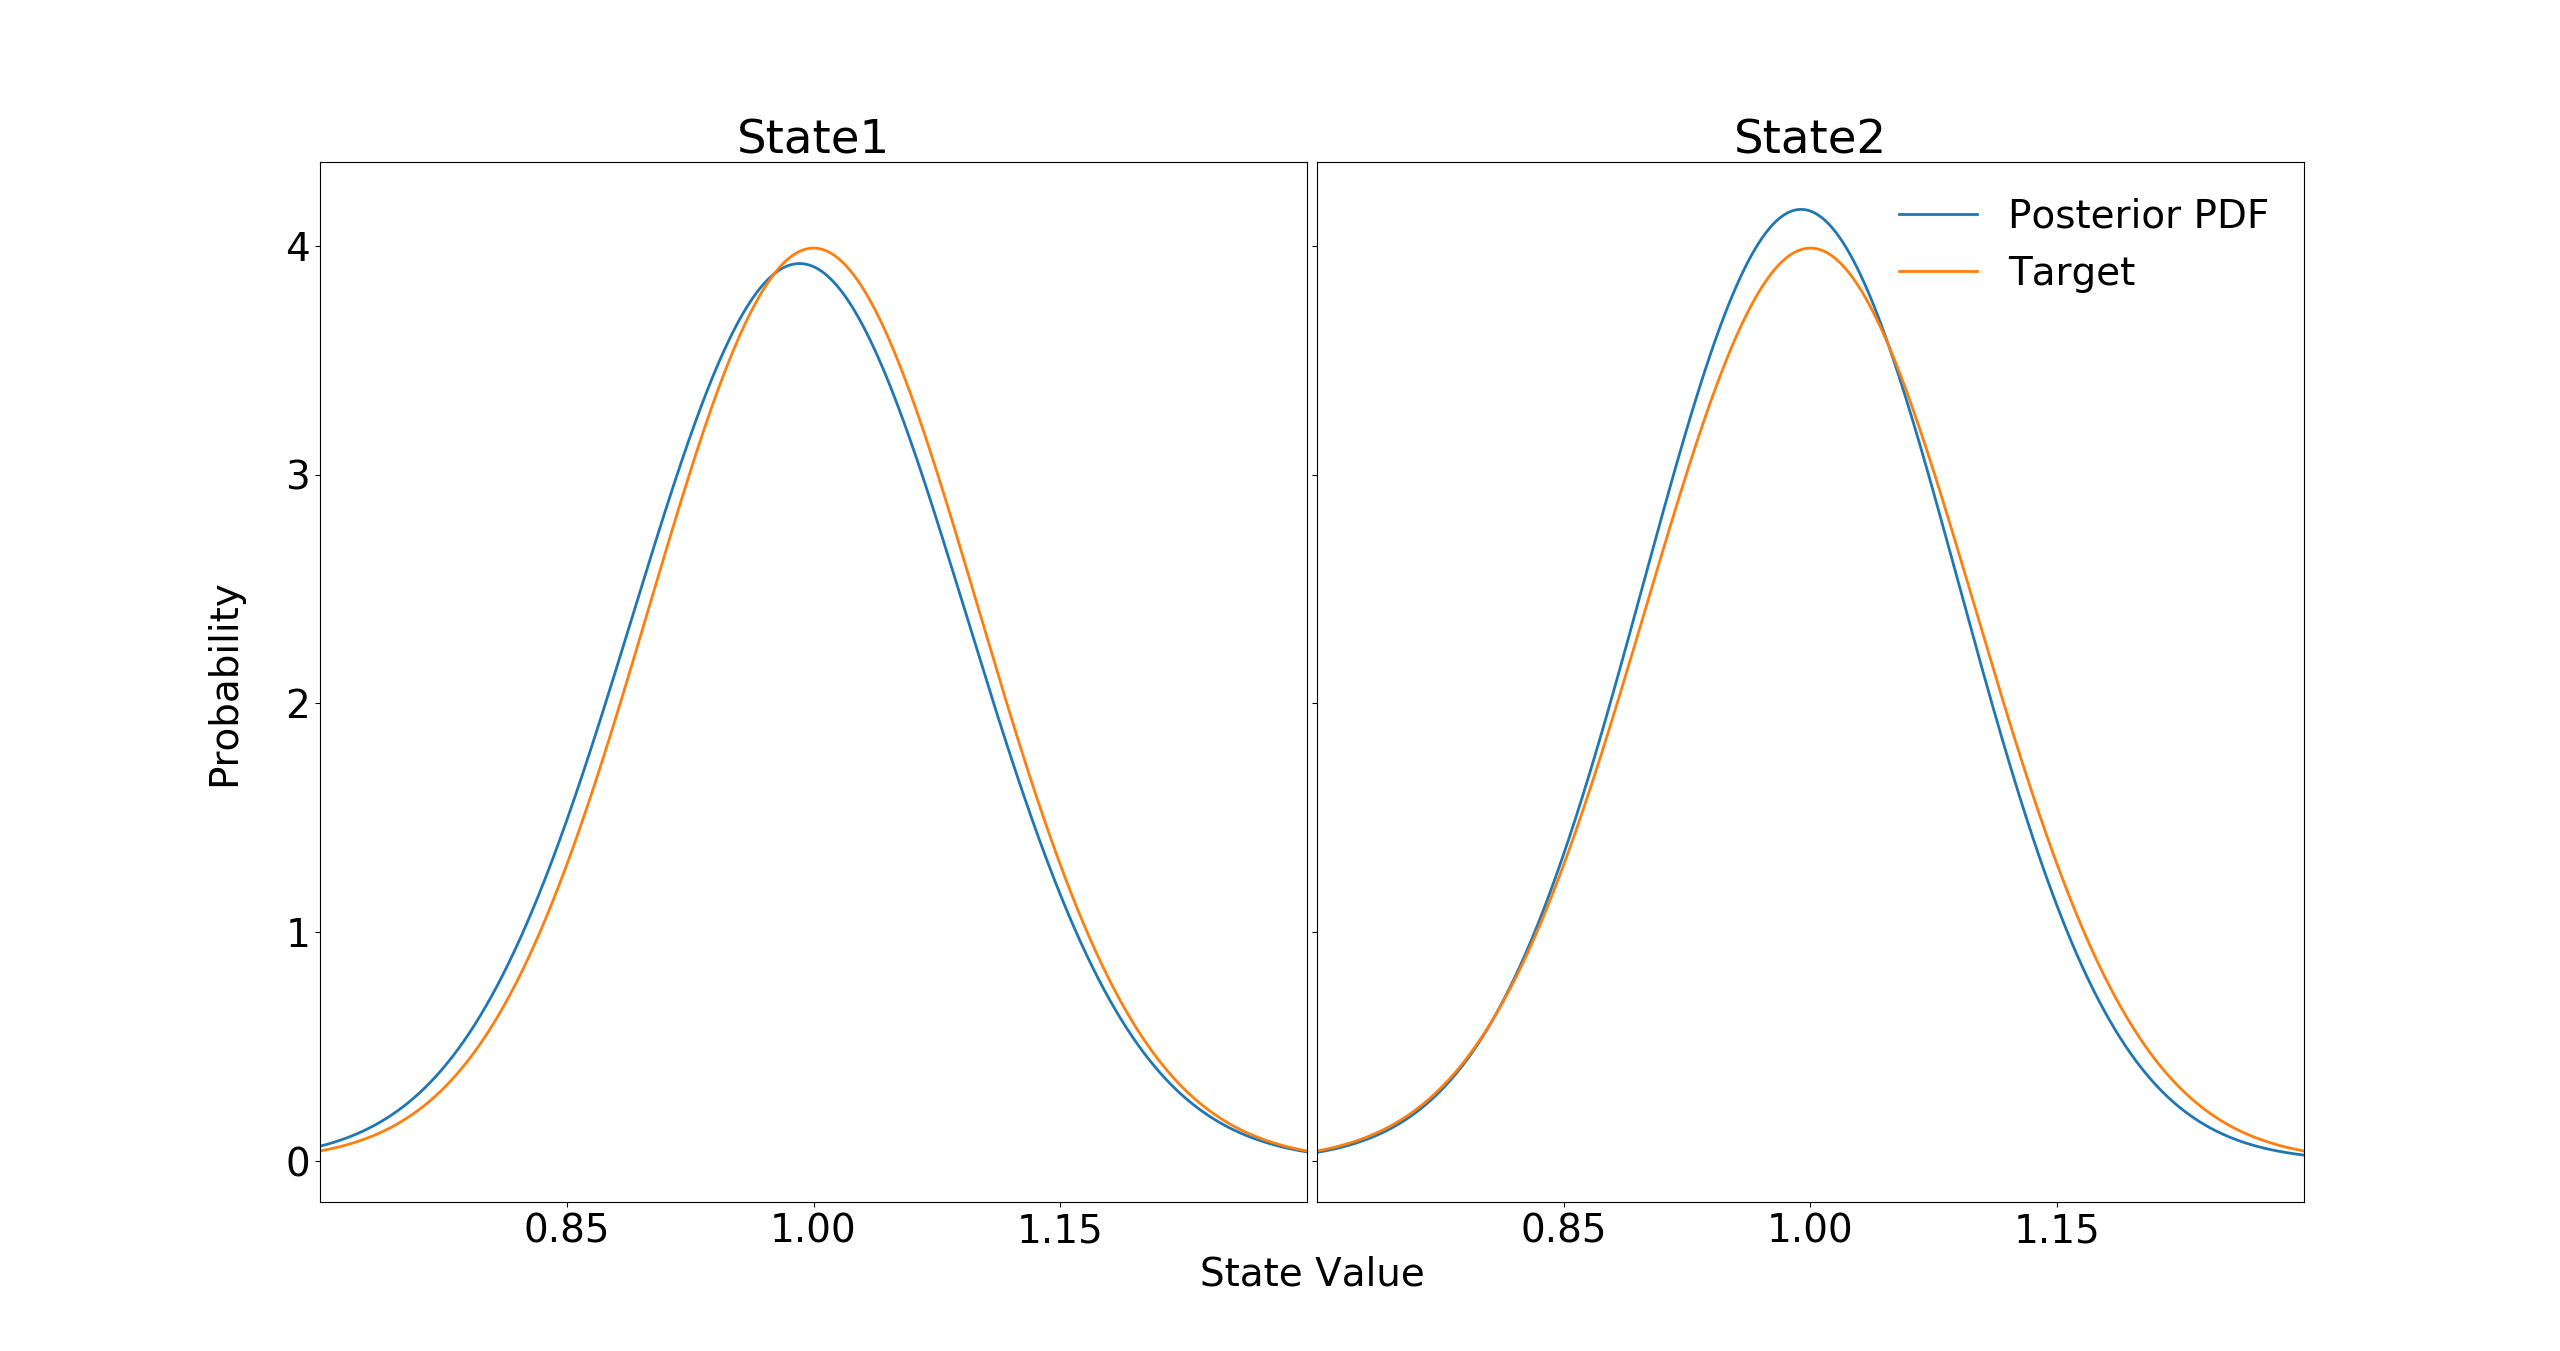 State1
State2
Posterior PDF
Target
Probability
4
3
2
1
0
0.85 1.00 1.15
0.85 1.00 1.15
State Value